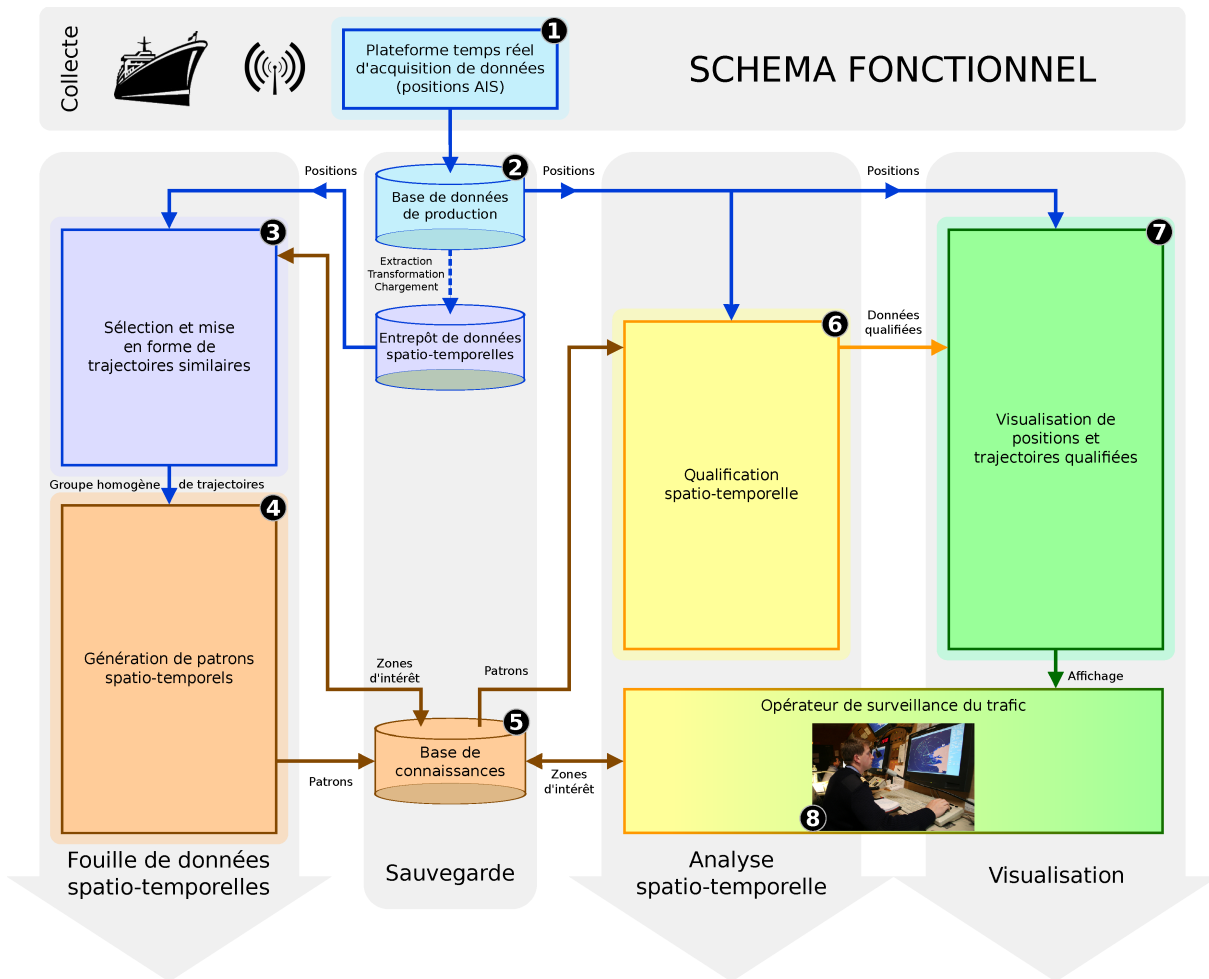 Collecte
1
Plateforme temps réel
d'acquisition de données
(positions AIS)
SCHEMA FONCTIONNEL
Positions
2
Positions
Positions
Base de données
de production
3
7
Extraction
Transformation
Chargement
Sélection et mise
en forme de
trajectoires similaires
Entrepôt de données
spatio-temporelles
6
Données
qualifiées
Visualisation de
positions et
trajectoires qualifiées
Qualification
spatio-temporelle
Groupe homogène de trajectoires
4
Génération de patrons
spatio-temporels
Zones
d'intérêt
Patrons
Affichage
5
Base de
connaissances
Patrons
Zones
d'intérêt
Opérateur de surveillance du trafic
8
Fouille de données
spatio-temporelles
Sauvegarde
Analyse
spatio-temporelle
Visualisation